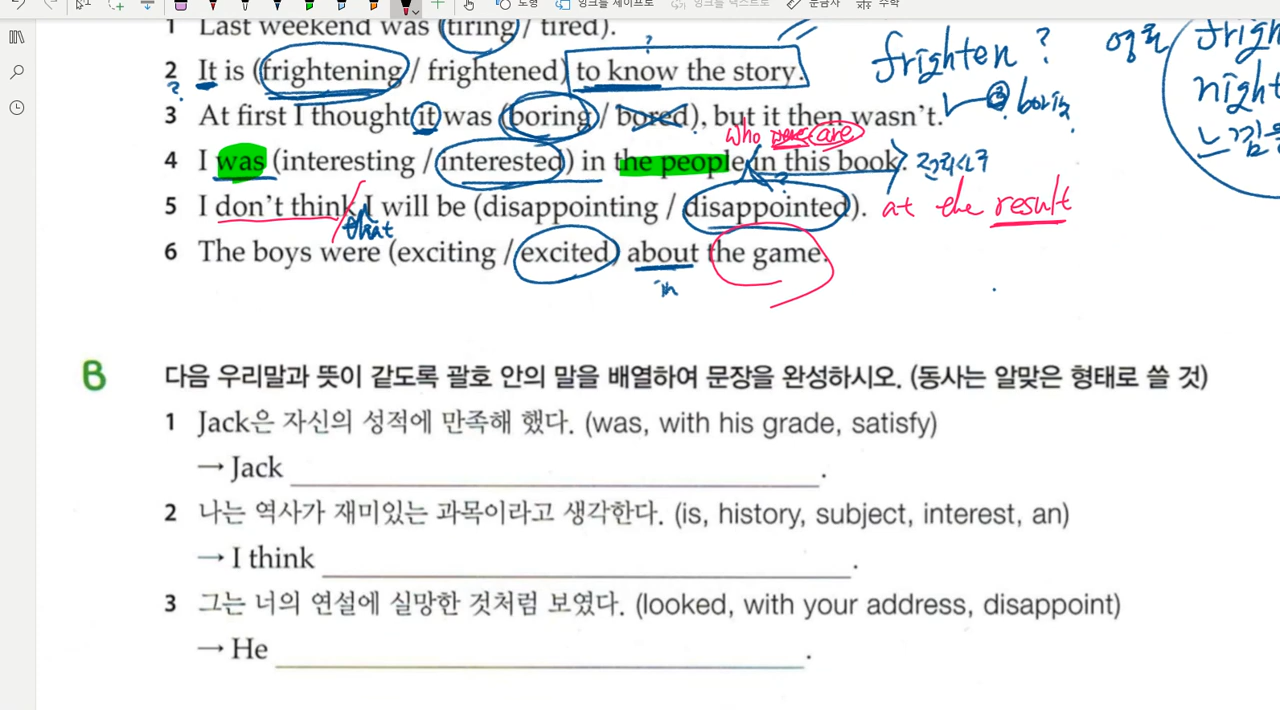 1 Last weekend was (tiring / tired).
2 It is (frightening / frightened) to know the story.
frighten ?
3 At first I thought it was (boring / bored), but it then wasn't.
boring
who are
4 I was (interesting / interested) in the people in this book.
5 I don't think I will be (disappointing / disappointed). at the result
that
6 The boys were (exciting / excited) about the game.
in
B 다음 우리말과 뜻이 같도록 괄호 안의 말을 배열하여 문장을 완성하시오. (동사는 알맞은 형태로 쓸 것)
1 Jack은 자신의 성적에 만족해 했다. (was, with his grade, satisfy)
→ Jack .
2 나는 역사가 재미있는 과목이라고 생각한다. (is, history, subject, interest, an)
→ I think .
3 그는 너의 연설에 실망한 것처럼 보였다. (looked, with your address, disappoint)
→ He .